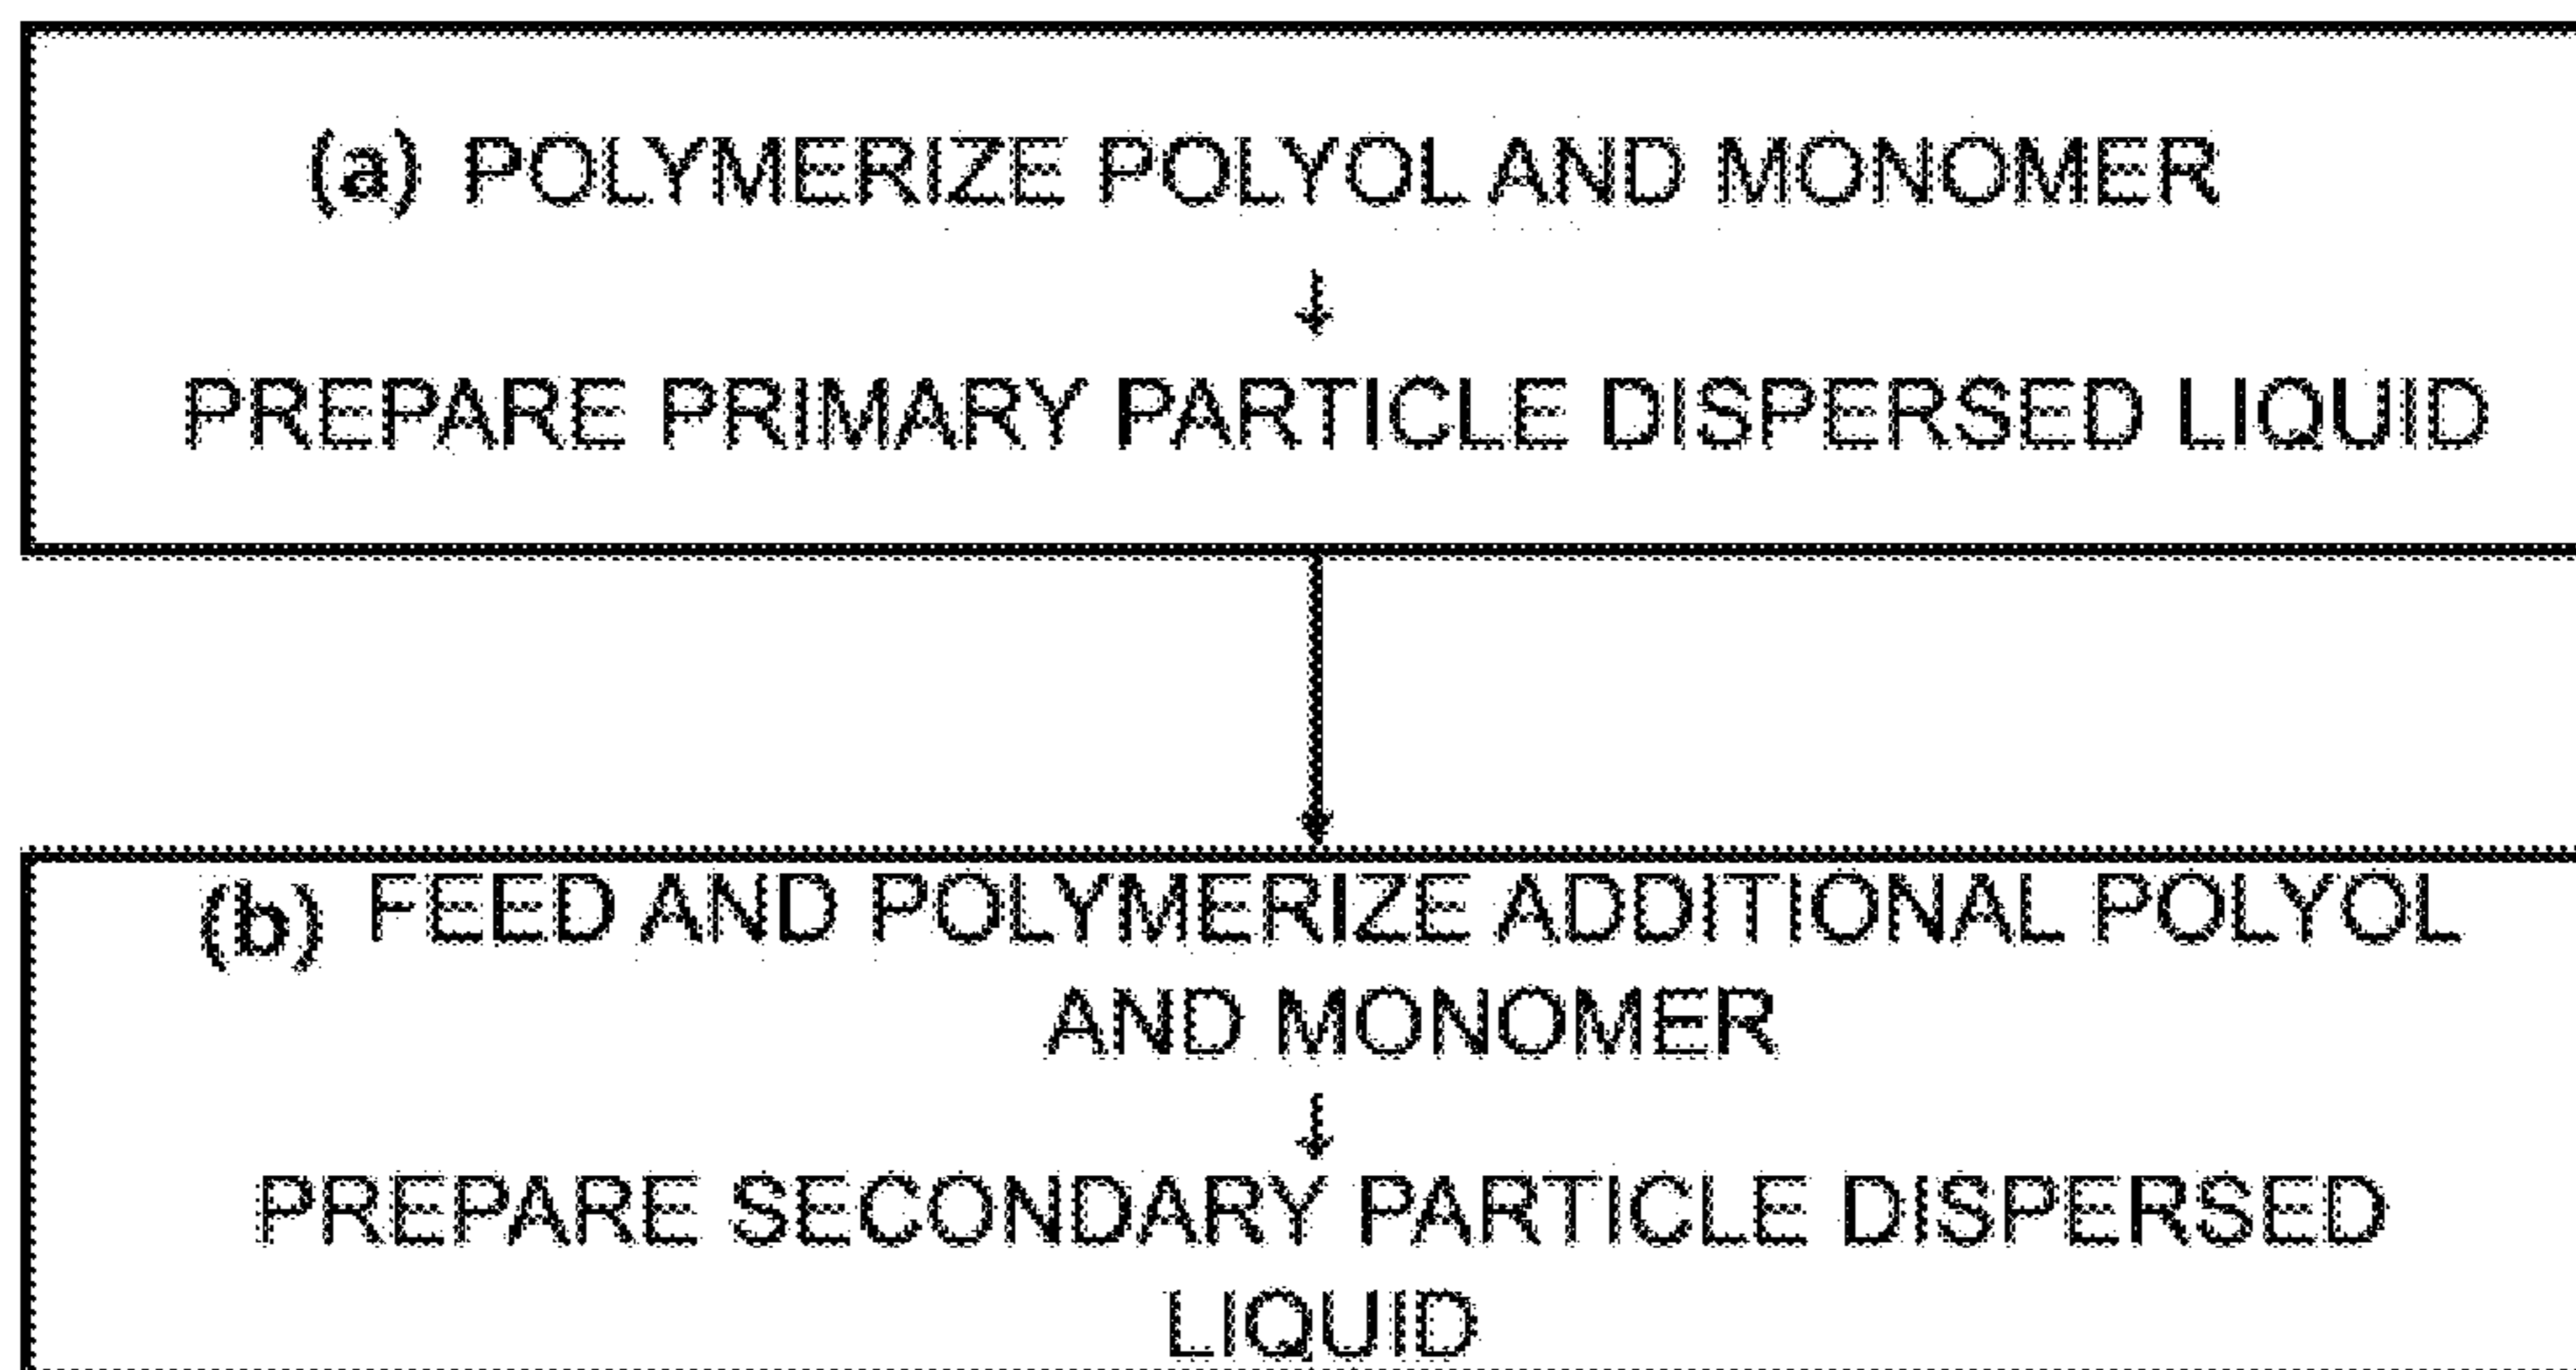 (a) POLYMERIZE POLYOL AND MONOMER
PREPARE PRIMARY PARTICLE DISPERSED LIQUID
(b) FEED AND POLYMERIZE ADDITIONAL POLYOL
AND MONOMER
PREPARE SECONDARY PARTICLE DISPERSED
LIQUID